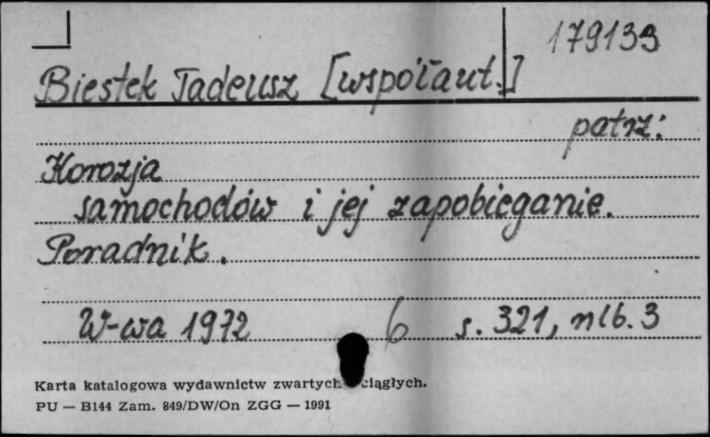 179133
Biestek Tadeusz [współaut.]
patrz:
Korozja
samochodów i jej zapobieganie.
Poradnik.
W-wa 1972 6 s. 321, nlb. 3
Karta katalogowa wydawnictw zwartych ciągłych.
PU — B144 Zam. 849/DW/On ZGG — 1991